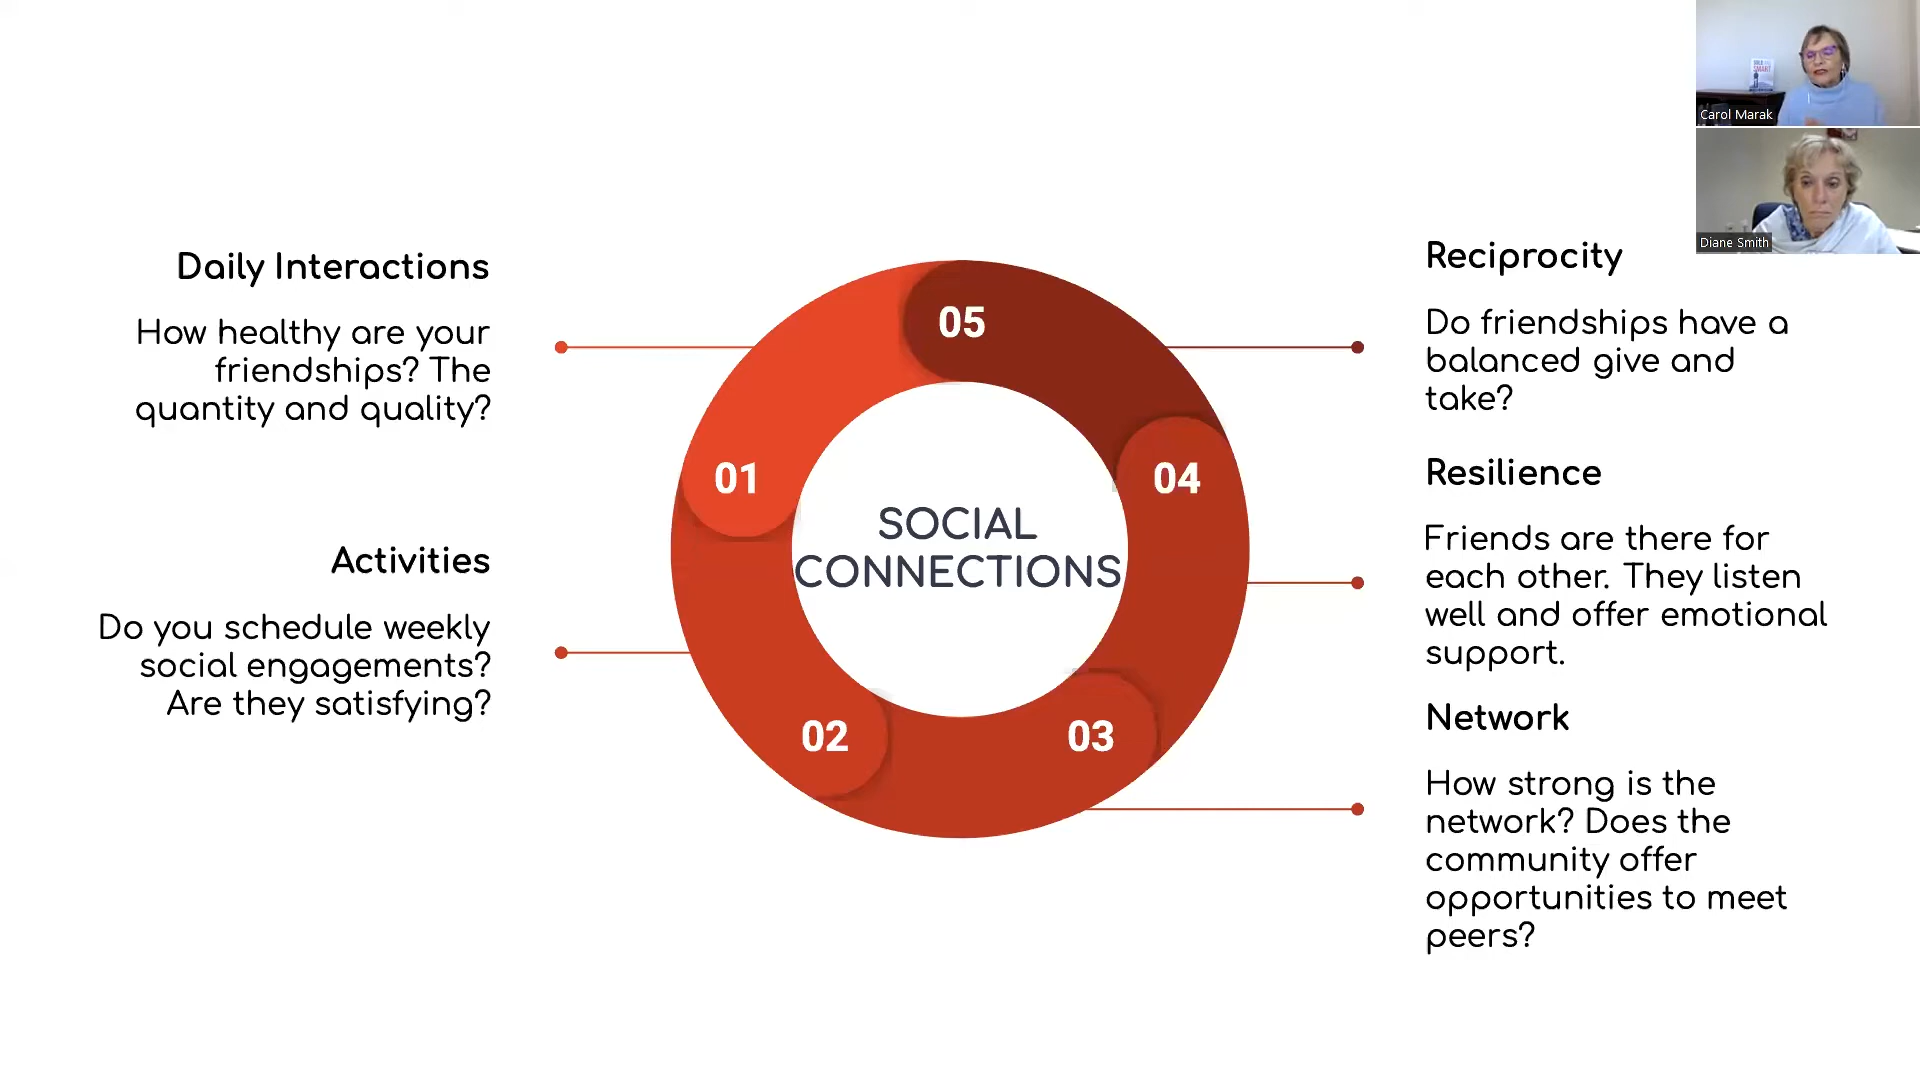 Daily Interactions
How healthy are your
friendships? The
quantity and quality?
Activities
Do you schedule weekly
social engagements?
Are they satisfying?
05
01
04
02
03
SOCIAL
CONNECTIONS
Reciprocity
Do friendships have a
balanced give and
take?
Resilience
Friends are there for
each other. They listen
well and offer emotional
support.
Network
How strong is the
network? Does the
community offer
opportunities to meet
peers?
Carol Marak
Diane Smith